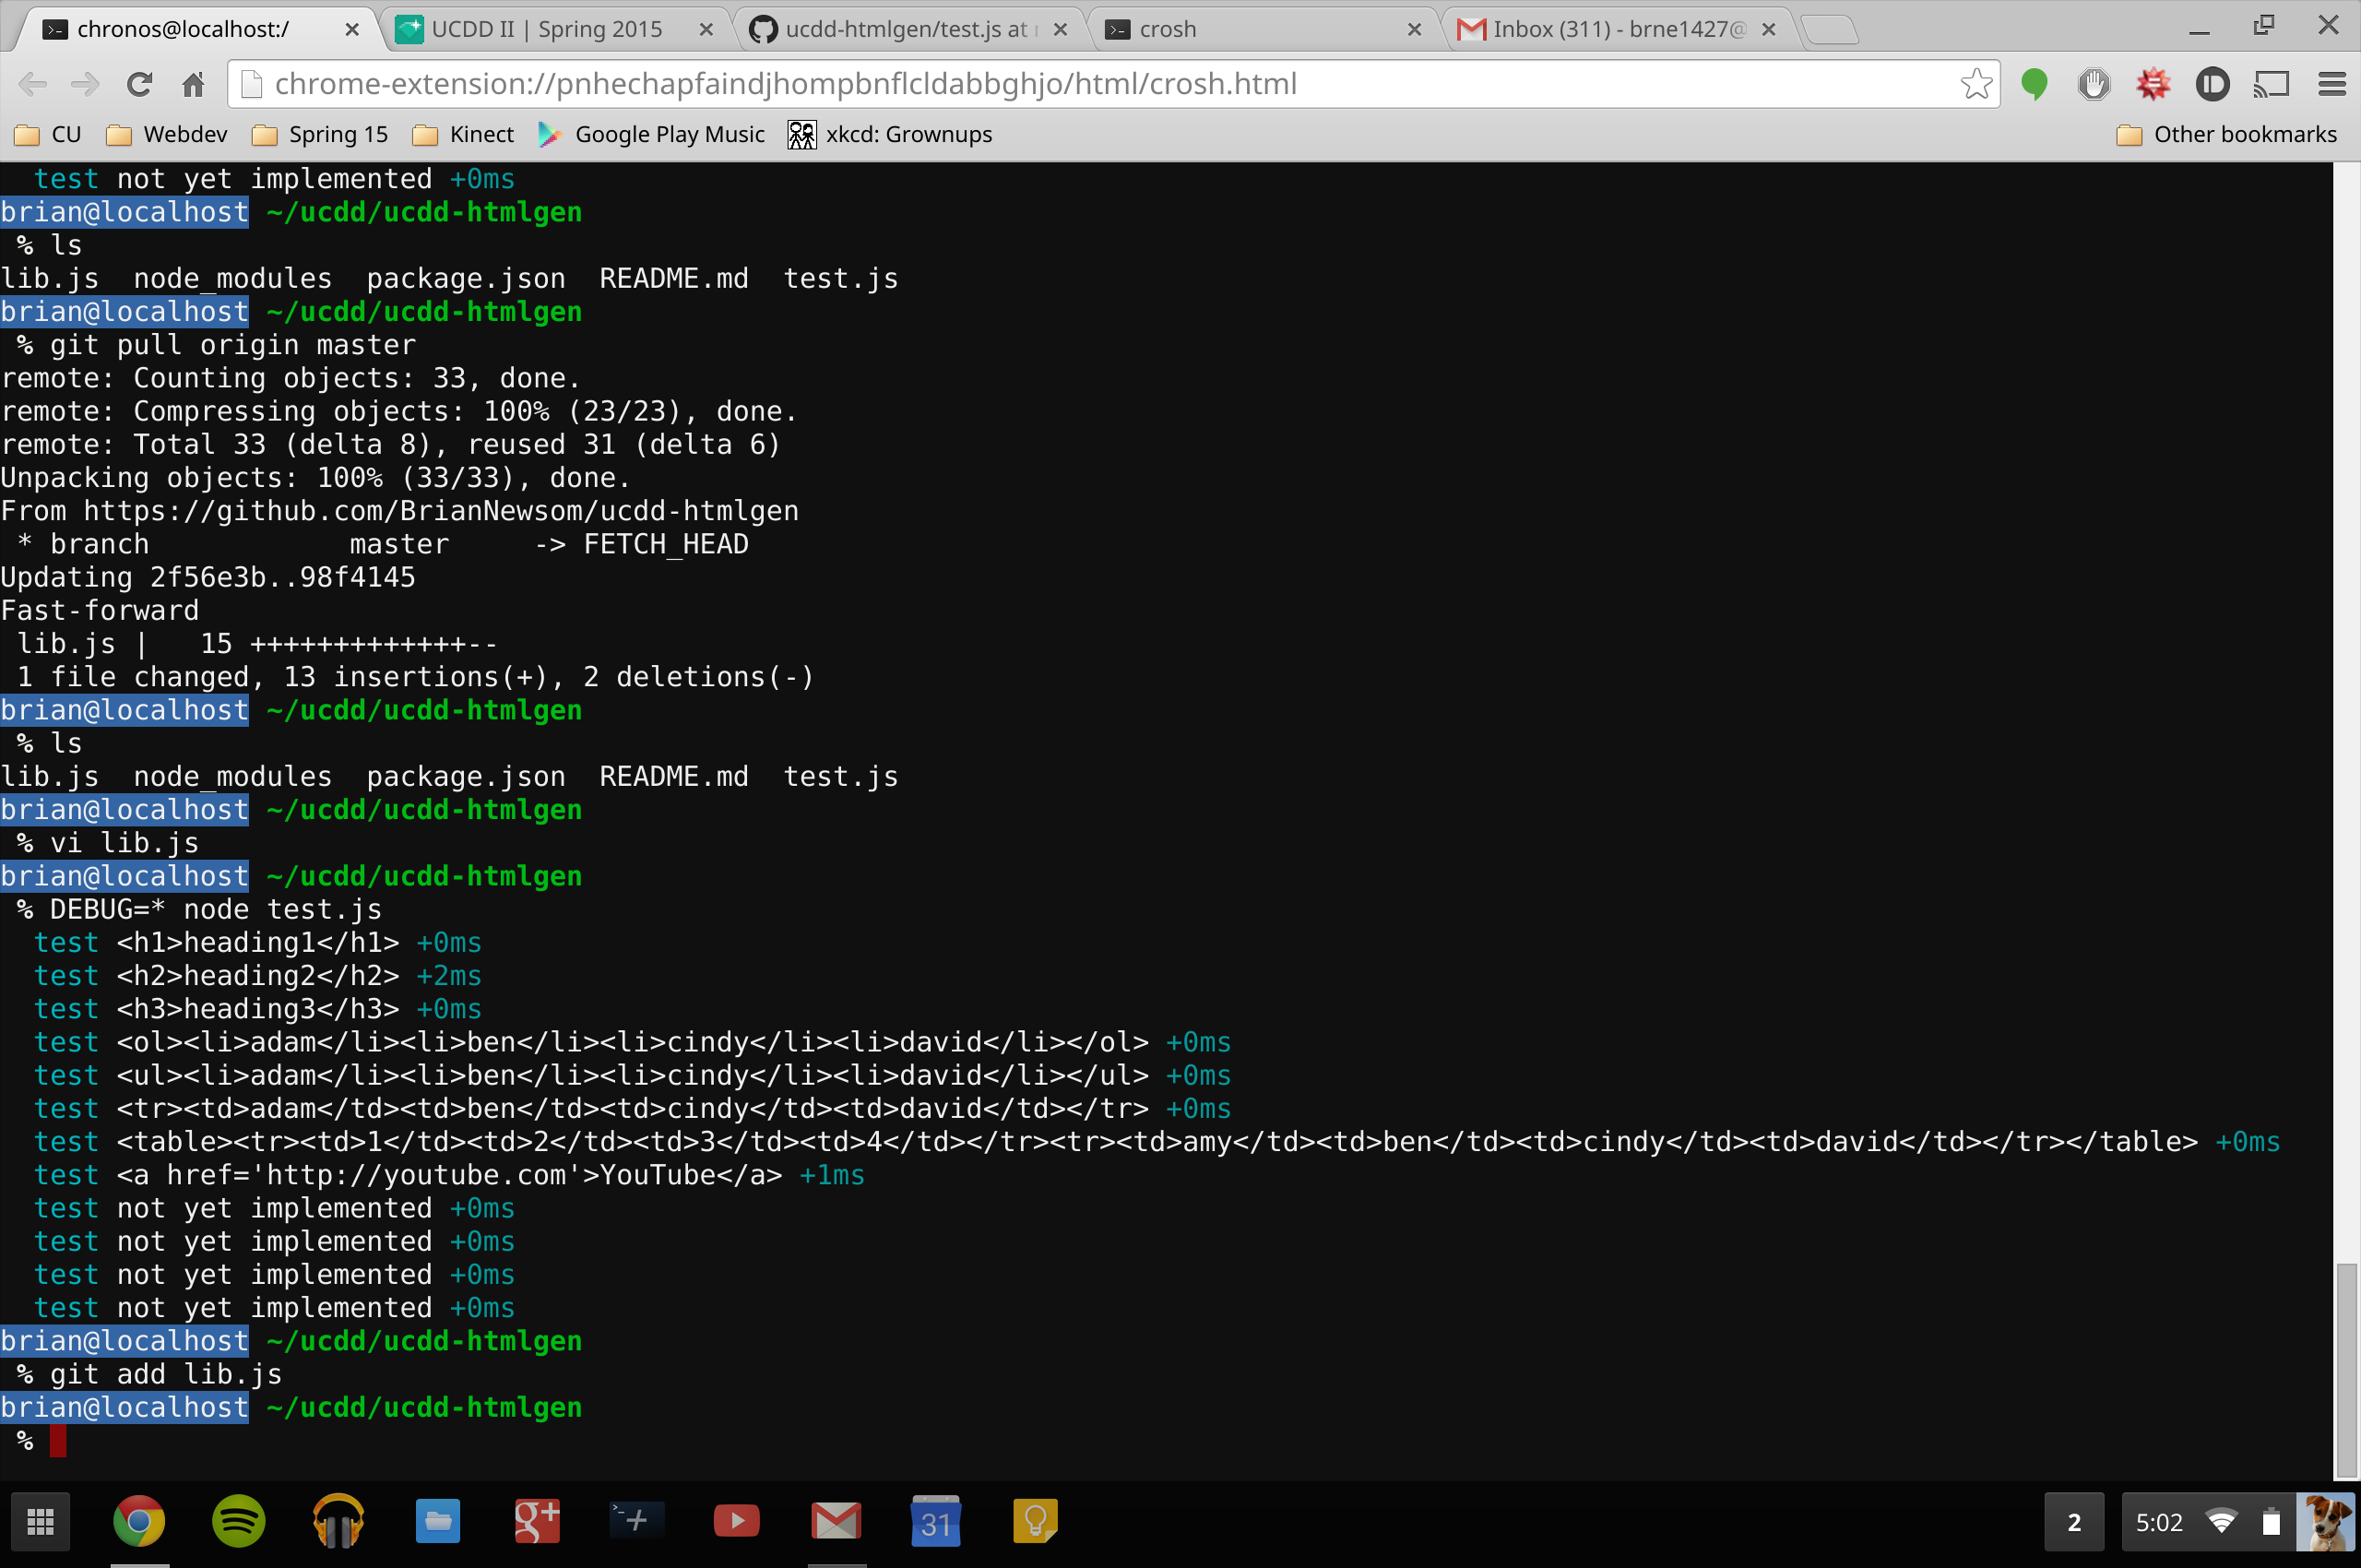 chronos@localhost:/
UCDD II | Spring 2015
ucdd-htmlgen/test.js at
crosh
Inbox (311) - brne1427@
chrome-extension://pnhechapfaindjhompbnflcldabbghjo/html/crosh.html
CU Webdev Spring 15 Kinect Google Play Music xkcd: Grownups Other bookmarks
test not yet implemented +0ms
brian@localhost ~/ucdd/ucdd-htmlgen
% ls
lib.js node_modules package.json README.md test.js
brian@localhost ~/ucdd/ucdd-htmlgen
% git pull origin master
remote: Counting objects: 33, done.
remote: Compressing objects: 100% (23/23), done.
remote: Total 33 (delta 8), reused 31 (delta 6)
Unpacking objects: 100% (33/33), done.
From https://github.com/BrianNewsom/ucdd-htmlgen
* branch            master     -> FETCH_HEAD
Updating 2f56e3b..98f4145
Fast-forward
lib.js |   15 +++++++++++++--
1 file changed, 13 insertions(+), 2 deletions(-)
brian@localhost ~/ucdd/ucdd-htmlgen
% ls
lib.js node_modules package.json README.md test.js
brian@localhost ~/ucdd/ucdd-htmlgen
% vi lib.js
brian@localhost ~/ucdd/ucdd-htmlgen
% DEBUG=* node test.js
test <h1>heading1</h1> +0ms
test <h2>heading2</h2> +2ms
test <h3>heading3</h3> +0ms
test <ol><li>adam</li><li>ben</li><li>cindy</li><li>david</li></ol> +0ms
test <ul><li>adam</li><li>ben</li><li>cindy</li><li>david</li></ul> +0ms
test <tr><td>adam</td><td>ben</td><td>cindy</td><td>david</td></tr> +0ms
test <table><tr><td>1</td><td>2</td><td>3</td><td>4</td></tr><tr><td>amy</td><td>ben</td><td>cindy</td><td>david</td></tr></table> +0ms
test <a href='http://youtube.com'>YouTube</a> +1ms
test not yet implemented +0ms
test not yet implemented +0ms
test not yet implemented +0ms
test not yet implemented +0ms
brian@localhost ~/ucdd/ucdd-htmlgen
% git add lib.js
brian@localhost ~/ucdd/ucdd-htmlgen
%
g+ 31 2 5:02